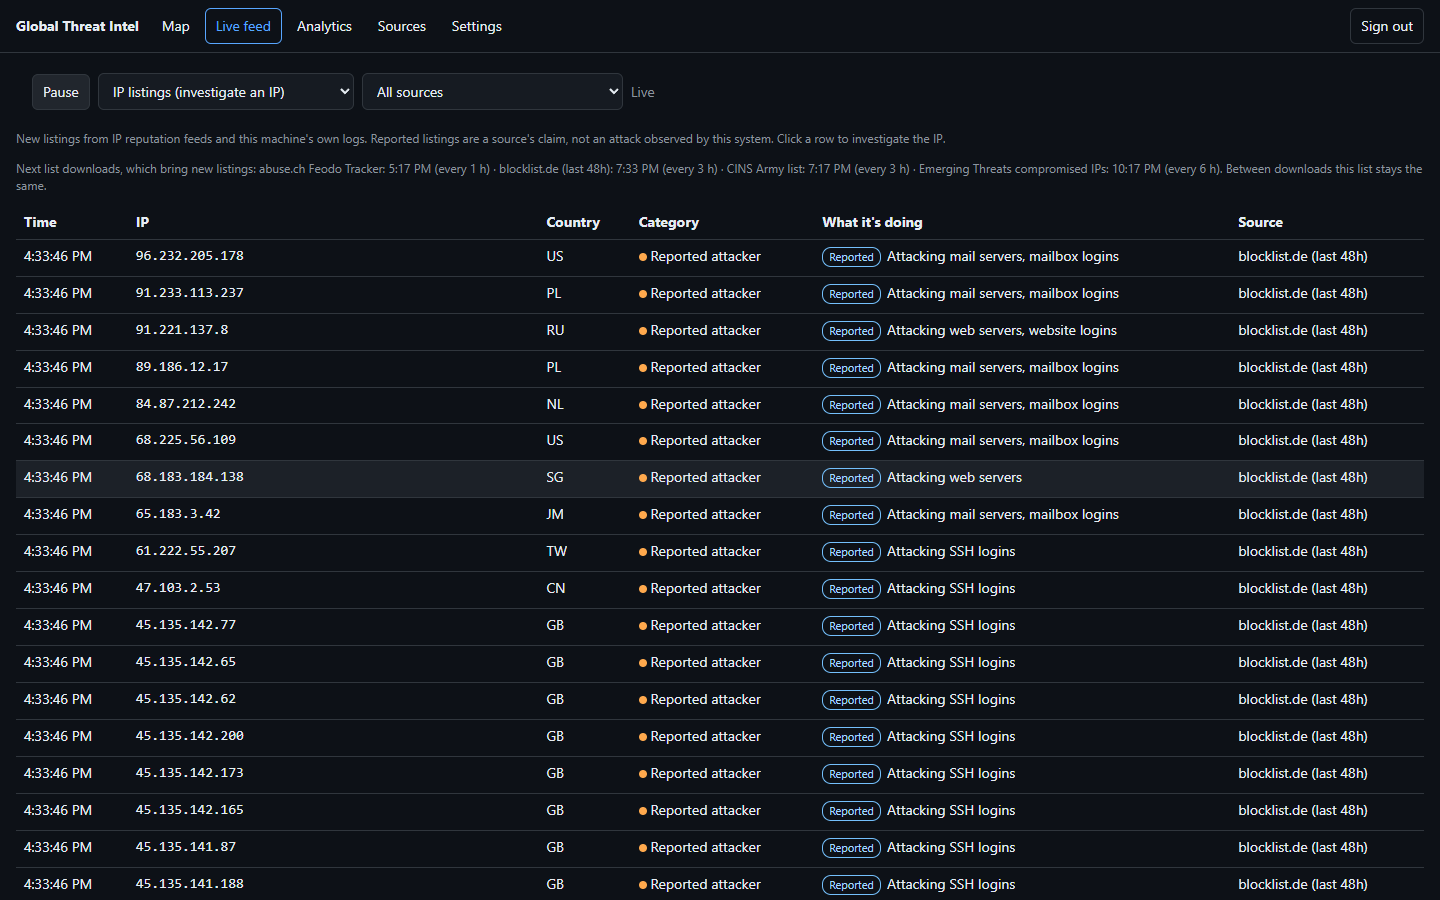 Global Threat Intel Map Live feed Analytics Sources Settings Sign out
Pause IP listings (investigate an IP) All sources Live
New listings from IP reputation feeds and this machine's own logs. Reported listings are a source's claim, not an attack observed by this system. Click a row to investigate the IP.
Next list downloads, which bring new listings: abuse.ch Feodo Tracker: 5:17 PM (every 1 h) · blocklist.de (last 48h): 7:33 PM (every 3 h) · CINS Army list: 7:17 PM (every 3 h) · Emerging Threats compromised IPs: 10:17 PM (every 6 h). Between downloads this list stays the
same.
Time IP Country Category What it's doing Source
4:33:46 PM 96.232.205.178 US Reported attacker Reported Attacking mail servers, mailbox logins blocklist.de (last 48h)
4:33:46 PM 91.233.113.237 PL Reported attacker Reported Attacking mail servers, mailbox logins blocklist.de (last 48h)
4:33:46 PM 91.221.137.8 RU Reported attacker Reported Attacking web servers, website logins blocklist.de (last 48h)
4:33:46 PM 89.186.12.17 PL Reported attacker Reported Attacking mail servers, mailbox logins blocklist.de (last 48h)
4:33:46 PM 84.87.212.242 NL Reported attacker Reported Attacking mail servers, mailbox logins blocklist.de (last 48h)
4:33:46 PM 68.225.56.109 US Reported attacker Reported Attacking mail servers, mailbox logins blocklist.de (last 48h)
4:33:46 PM 68.183.184.138 SG Reported attacker Reported Attacking web servers blocklist.de (last 48h)
4:33:46 PM 65.183.3.42 JM Reported attacker Reported Attacking mail servers, mailbox logins blocklist.de (last 48h)
4:33:46 PM 61.222.55.207 TW Reported attacker Reported Attacking SSH logins blocklist.de (last 48h)
4:33:46 PM 47.103.2.53 CN Reported attacker Reported Attacking SSH logins blocklist.de (last 48h)
4:33:46 PM 45.135.142.77 GB Reported attacker Reported Attacking SSH logins blocklist.de (last 48h)
4:33:46 PM 45.135.142.65 GB Reported attacker Reported Attacking SSH logins blocklist.de (last 48h)
4:33:46 PM 45.135.142.62 GB Reported attacker Reported Attacking SSH logins blocklist.de (last 48h)
4:33:46 PM 45.135.142.200 GB Reported attacker Reported Attacking SSH logins blocklist.de (last 48h)
4:33:46 PM 45.135.142.173 GB Reported attacker Reported Attacking SSH logins blocklist.de (last 48h)
4:33:46 PM 45.135.142.165 GB Reported attacker Reported Attacking SSH logins blocklist.de (last 48h)
4:33:46 PM 45.135.141.87 GB Reported attacker Reported Attacking SSH logins blocklist.de (last 48h)
4:33:46 PM 45.135.141.188 GB Reported attacker Reported Attacking SSH logins blocklist.de (last 48h)